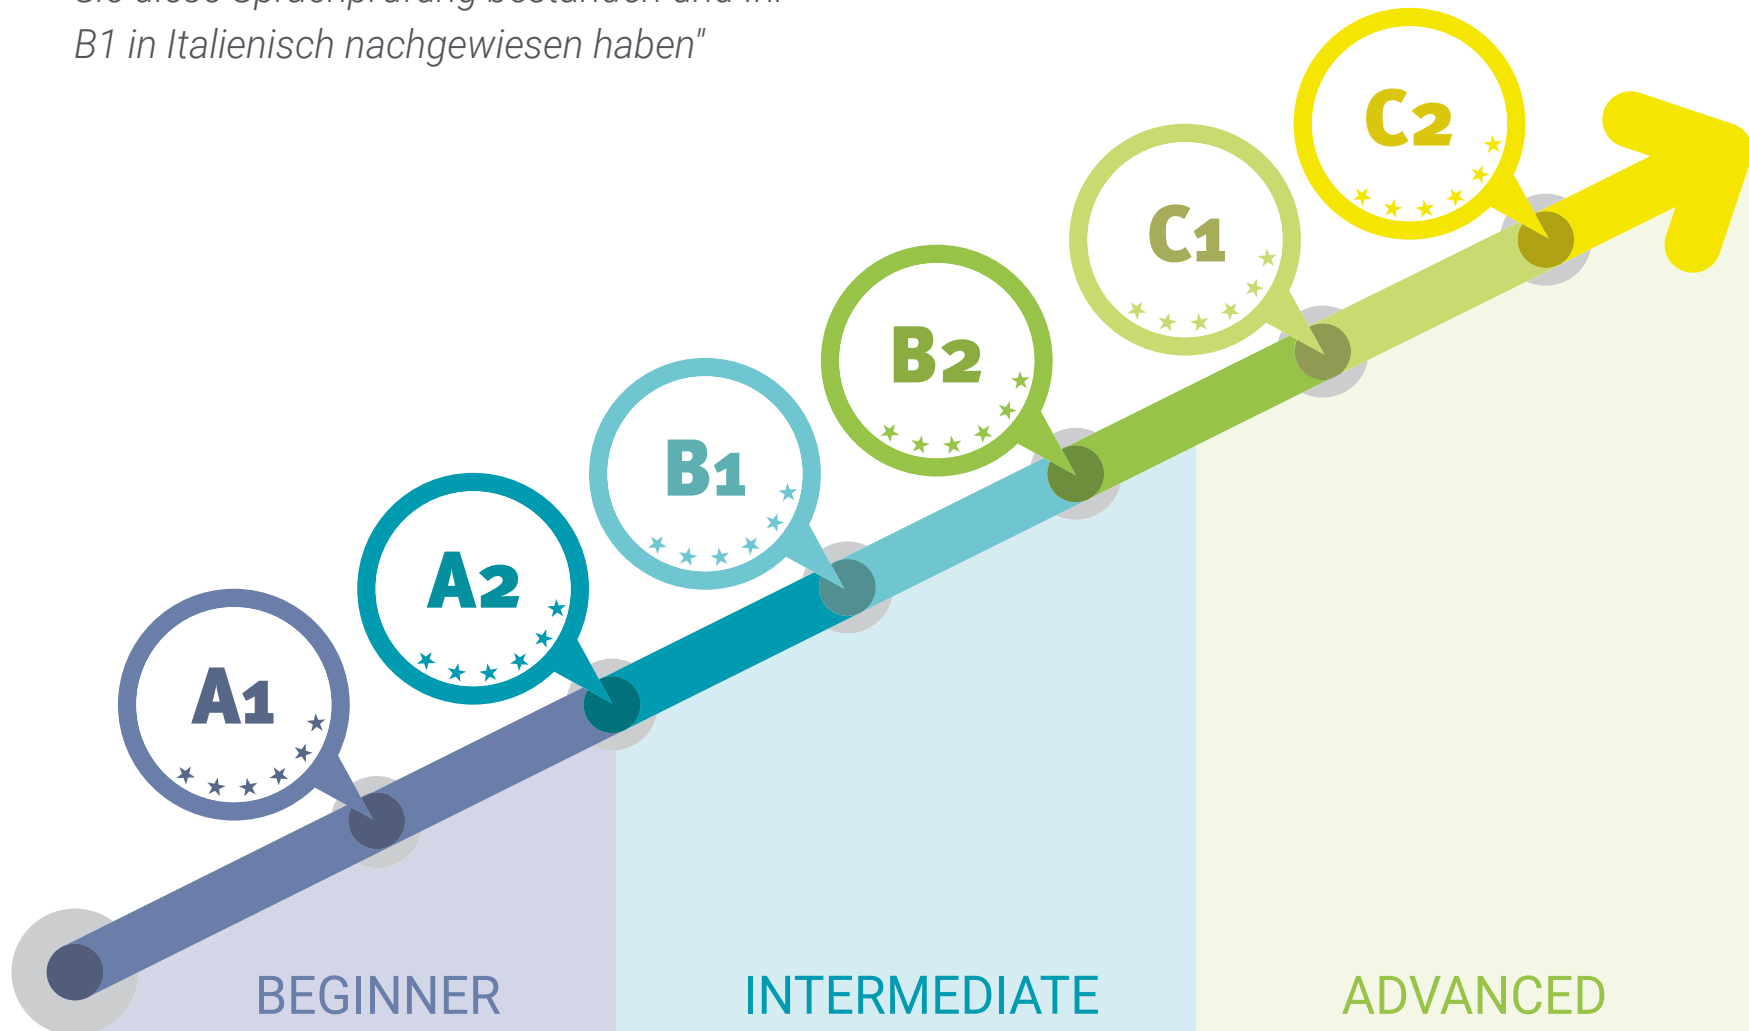 B1 in Italienisch nachgewiesen haben"
C2
C1
B2
B1
A2
A1
BEGINNER
INTERMEDIATE
ADVANCED